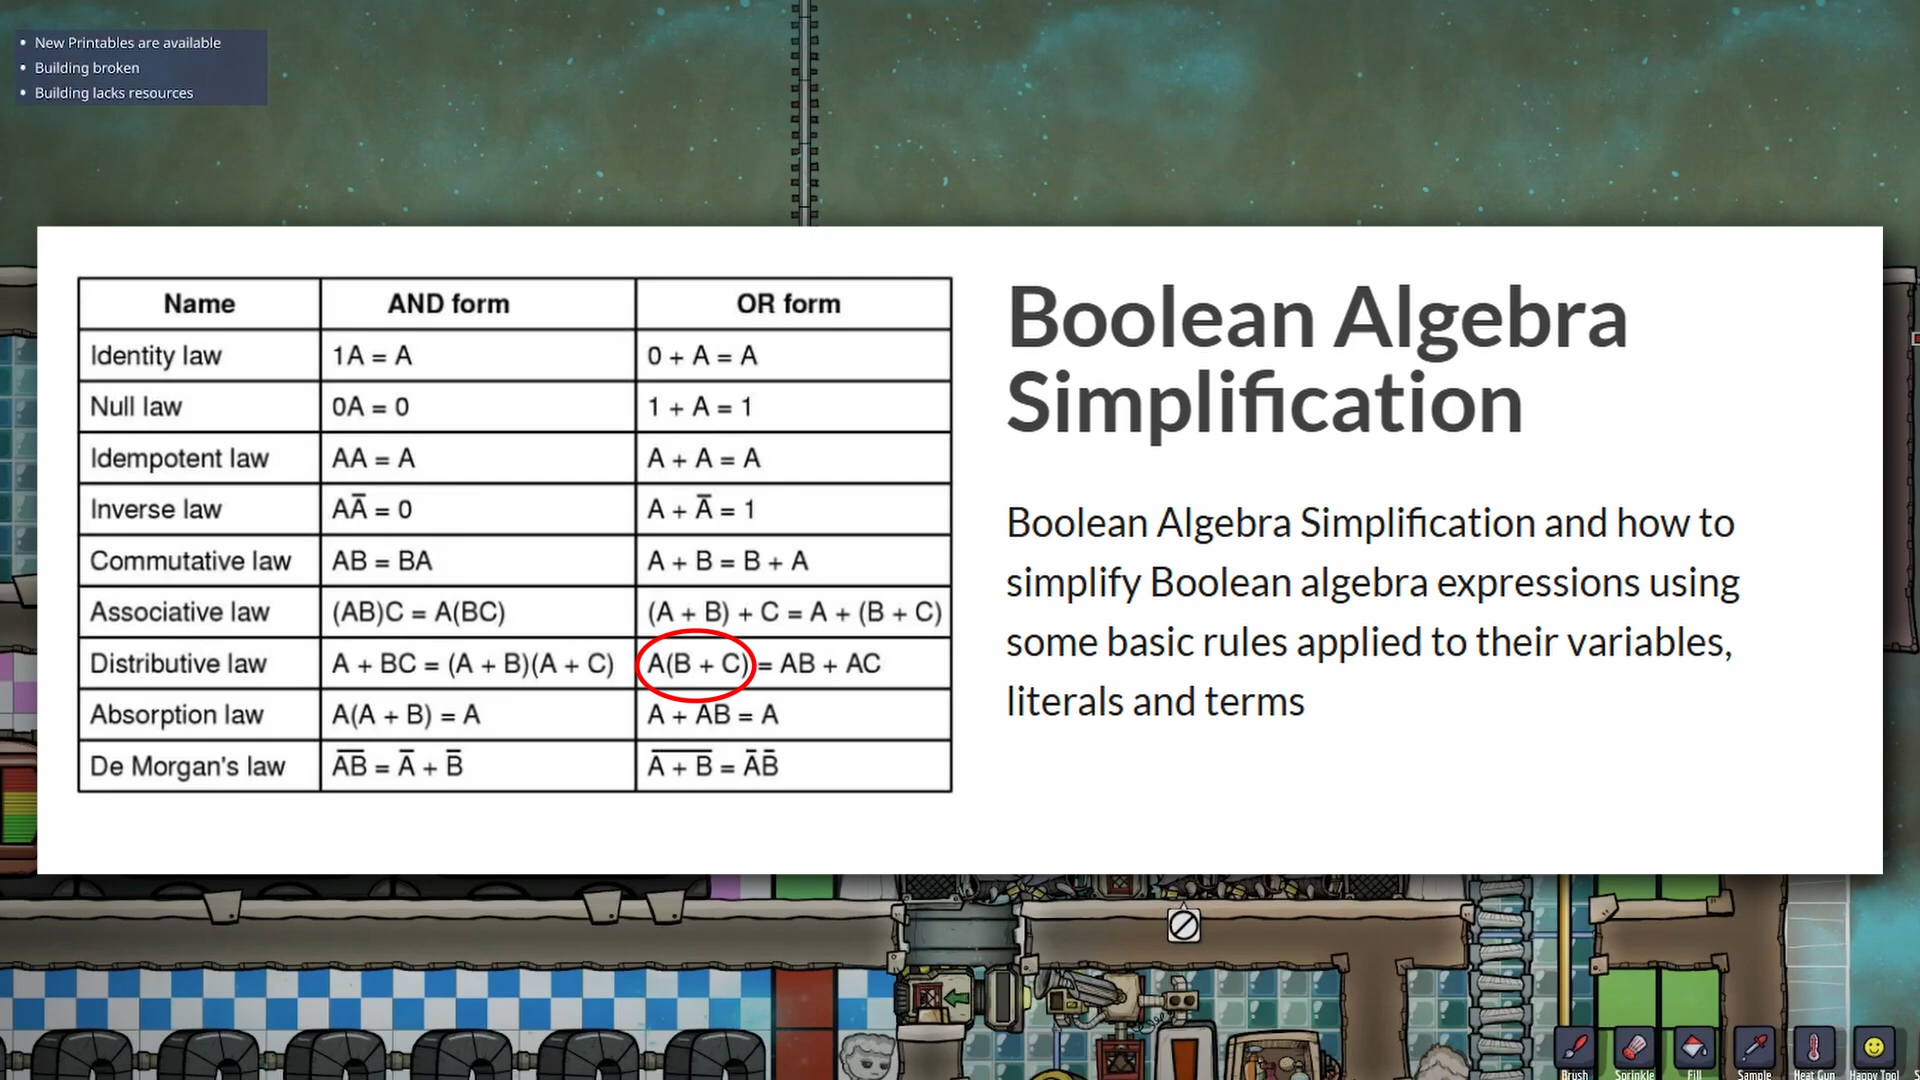 • New Printables are available
• Building broken
• Building lacks resources
Name AND form OR form
Identity law 1A = A 0 + A = A
Null law 0A = 0 1 + A = 1
Idempotent law AA = A A + A = A
Inverse law AA̅ = 0 A + A̅ = 1
Commutative law AB = BA A + B = B + A
Associative law (AB)C = A(BC) (A + B) + C = A + (B + C)
Distributive law A + BC = (A + B)(A + C) A(B + C) = AB + AC
Absorption law A(A + B) = A A + AB = A
De Morgan's law A̅B̅ = A̅ + B̅ A̅ ̅+̅ ̅B̅ = A̅B̅
Boolean Algebra
Simplification
Boolean Algebra Simplification and how to
simplify Boolean algebra expressions using
some basic rules applied to their variables,
literals and terms
Brush Sprinkle Fill Sample Heat Gun Happy Tool